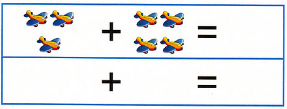 + =
+ =